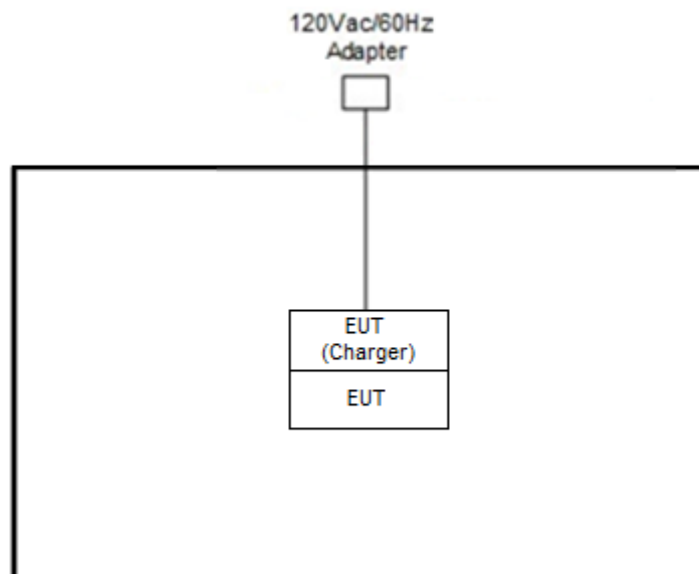 120Vac/60Hz
Adapter
EUT
(Charger)
EUT